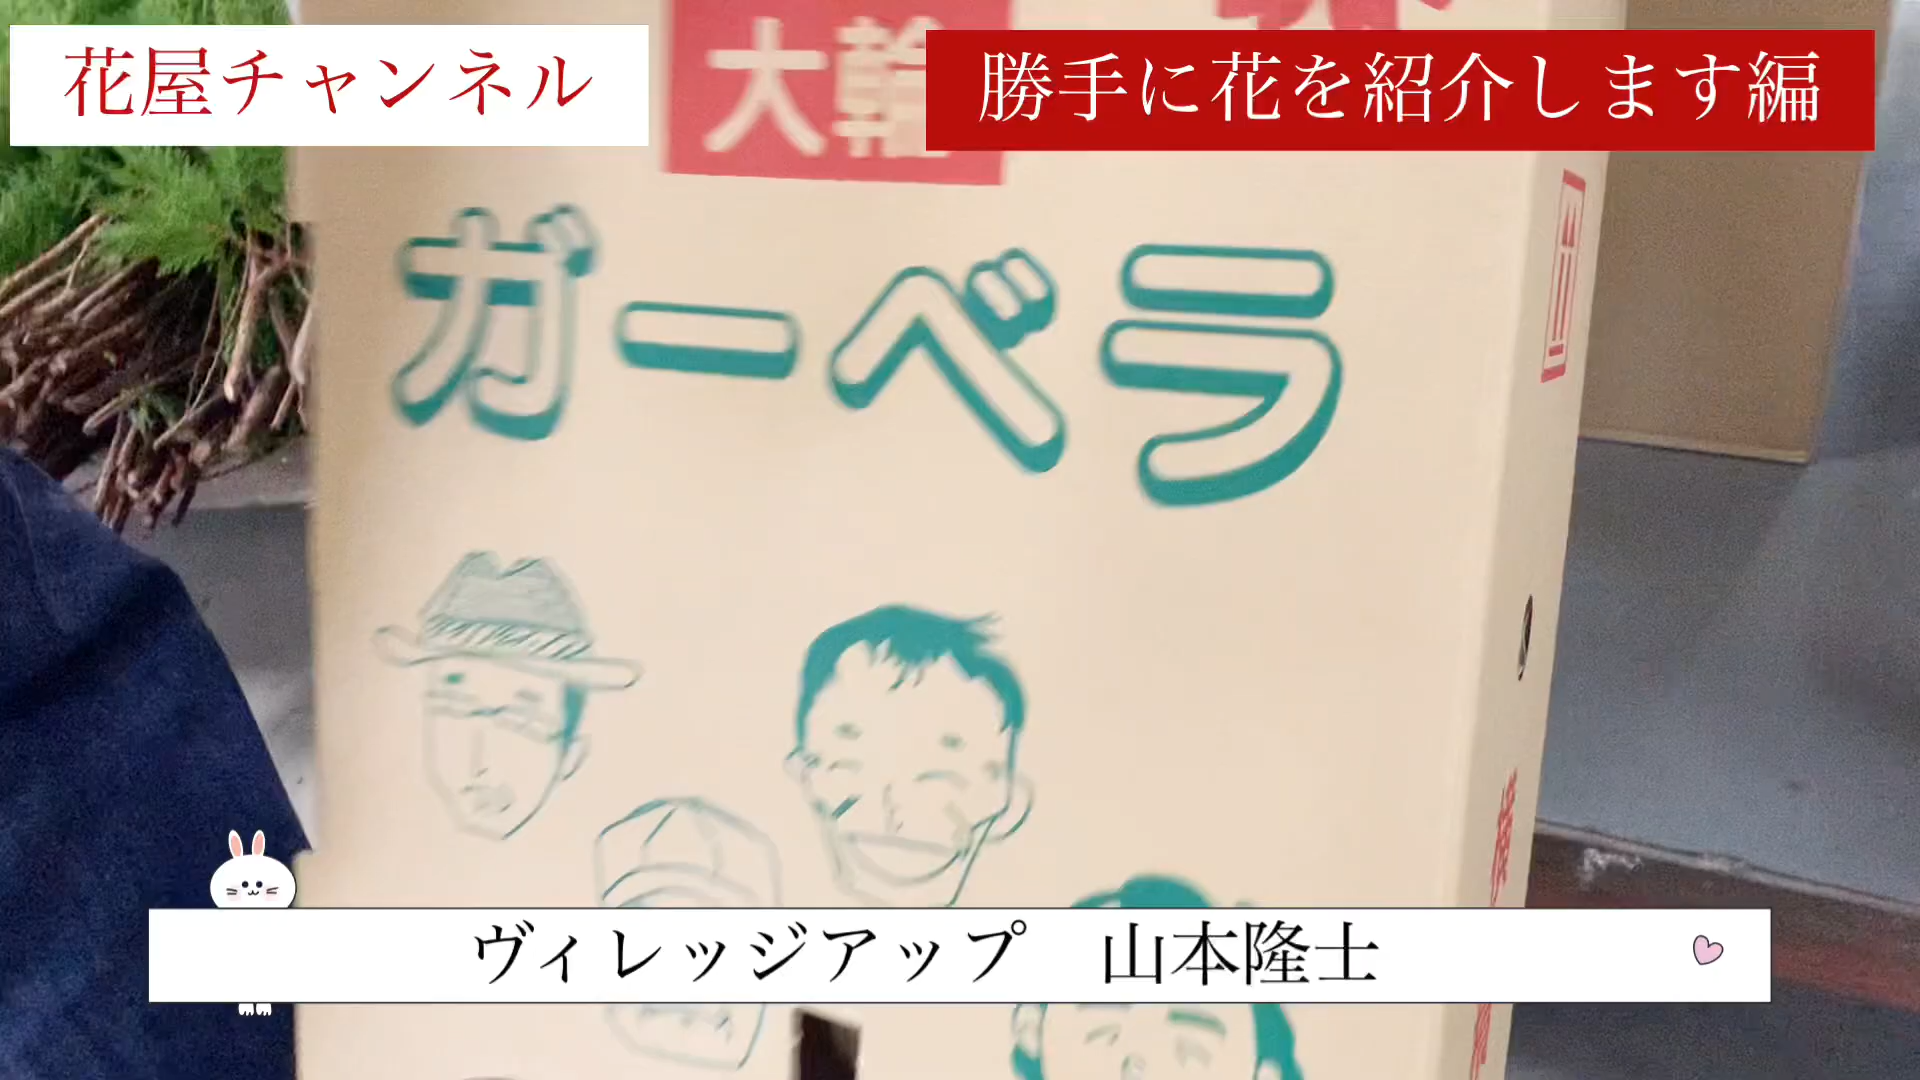 花屋チャンネル
勝手に花を紹介します編
大輪
ガーベラ
ヴィレッジアップ　山本隆士